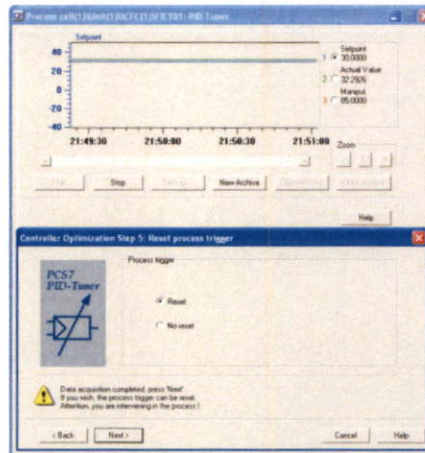 Process cell(1)\Unit(1)\CFC(1)\SFIC101: PID-Tuner
Setpoint
40
20
0
-20
-40
21:49:30 21:50:00 21:50:30 21:51:00
Setpoint
1 30.0000
Actual Value
2 32.2926
Manipul
3 85.0000
Zoom
Stop
New Archive
Help
Controller Optimization Step 5: Reset process trigger
PCS7
PID-Tuner
Process trigger
Reset
No reset
Data acquisition completed, press 'Next'.
If you wish, the process trigger can be reset.
Attention, you are intervening in the process !
< Back
Next >
Cancel
Help